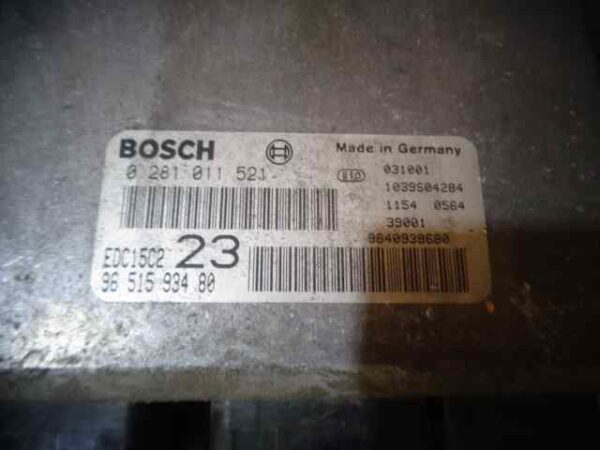 BOSCH
Made in Germany
0 281 011 521
031001
1039S04284
1154 0564
39001
9640938680
EDC15C2 23
96 515 934 80